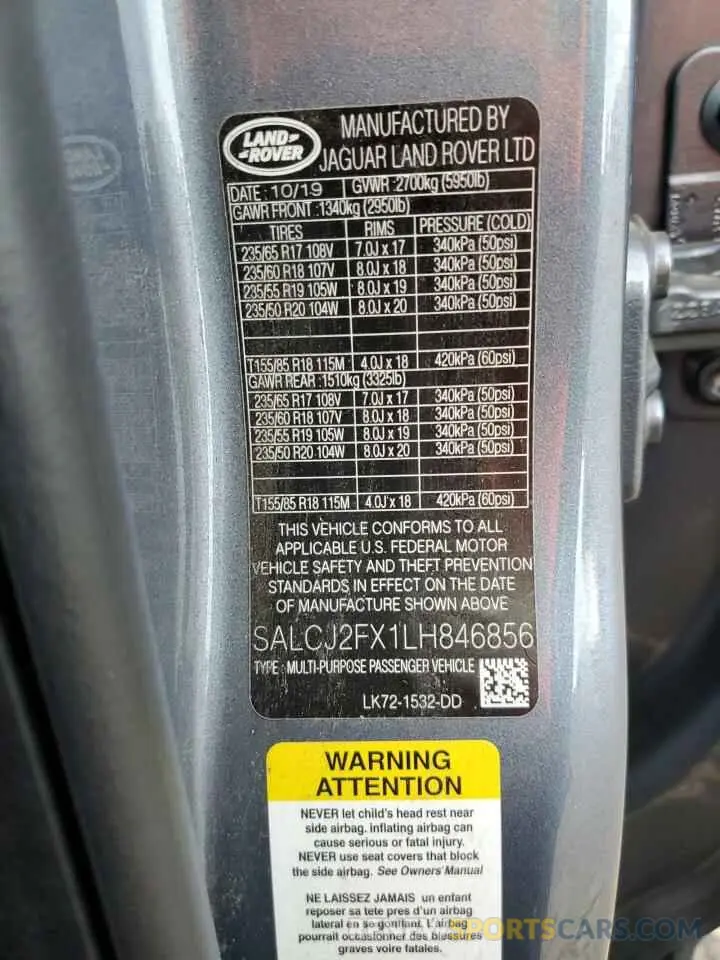 LAND-
-ROVER
MANUFACTURED BY
JAGUAR LAND ROVER LTD
DATE : 10/19 GVWR : 2700kg (5950lb)
GAWR FRONT : 1340kg (2950lb)
TIRES RIMS PRESSURE (COLD)
235/65 R17 108V 7.0J x 17 340kPa (50psi)
235/60 R18 107V 8.0J x 18 340kPa (50psi)
235/55 R19 105W 8.0J x 19 340kPa (50psi)
235/50 R20 104W 8.0J x 20 340kPa (50psi)
T155/85 R18 115M 4.0J x 18 420kPa (60psi)
GAWR REAR : 1510kg (3325lb)
235/65 R17 108V 7.0J x 17 340kPa (50psi)
235/60 R18 107V 8.0J x 18 340kPa (50psi)
235/55 R19 105W 8.0J x 19 340kPa (50psi)
235/50 R20 104W 8.0J x 20 340kPa (50psi)
T155/85 R18 115M 4.0J x 18 420kPa (60psi)
THIS VEHICLE CONFORMS TO ALL
APPLICABLE U.S. FEDERAL MOTOR
VEHICLE SAFETY AND THEFT PREVENTION
STANDARDS IN EFFECT ON THE DATE
OF MANUFACTURE SHOWN ABOVE
SALCJ2FX1LH846856
TYPE : MULTI-PURPOSE PASSENGER VEHICLE
LK72-1532-DD
WARNING
ATTENTION
NEVER let child's head rest near
side airbag. inflating airbag can
cause serious or fatal injury.
NEVER use seat covers that block
the side airbag. See Owners' Manual
NE LAISSEZ JAMAIS un enfant
reposer sa tete pres d'un airbag
lateral en se gonflant. L'airbag
pourrait occasionner des blessures
graves voire fatales.
SPORTSCARS.COM